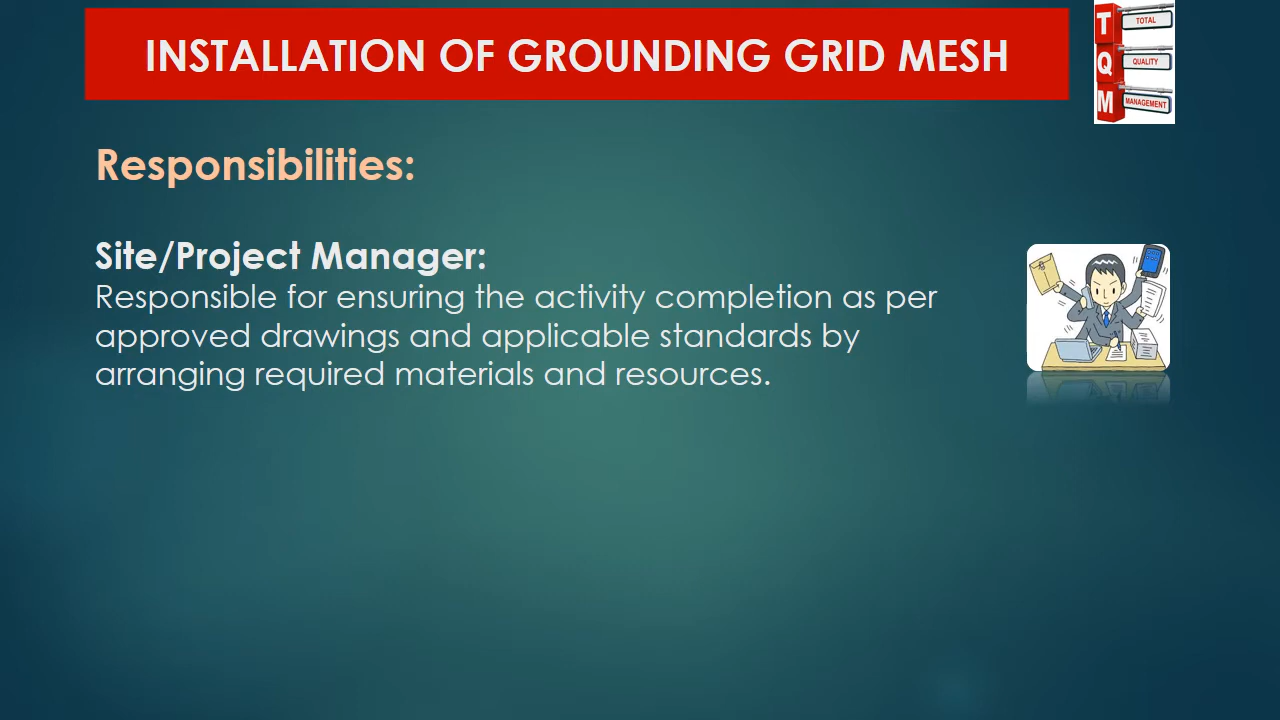 INSTALLATION OF GROUNDING GRID MESH
T TOTAL
Q QUALITY
M MANAGEMENT
Responsibilities:
Site/Project Manager:
Responsible for ensuring the activity completion as per
approved drawings and applicable standards by
arranging required materials and resources.